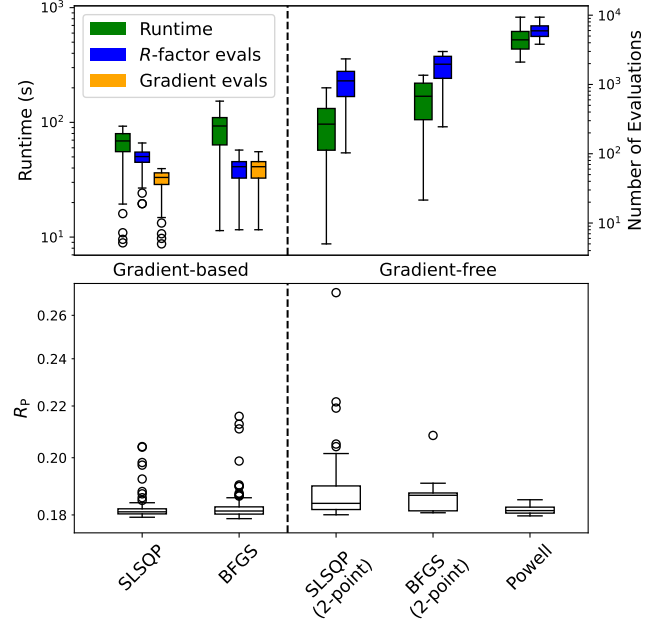 10³
10²
10¹
Runtime (s)
Runtime
R-factor evals
Gradient evals
10⁴
10³
10²
10¹
Number of Evaluations
Gradient-based
Gradient-free
0.26
0.24
0.22
0.20
0.18
R_P
SLSQP
BFGS
SLSQP
(2-point)
BFGS
(2-point)
Powell